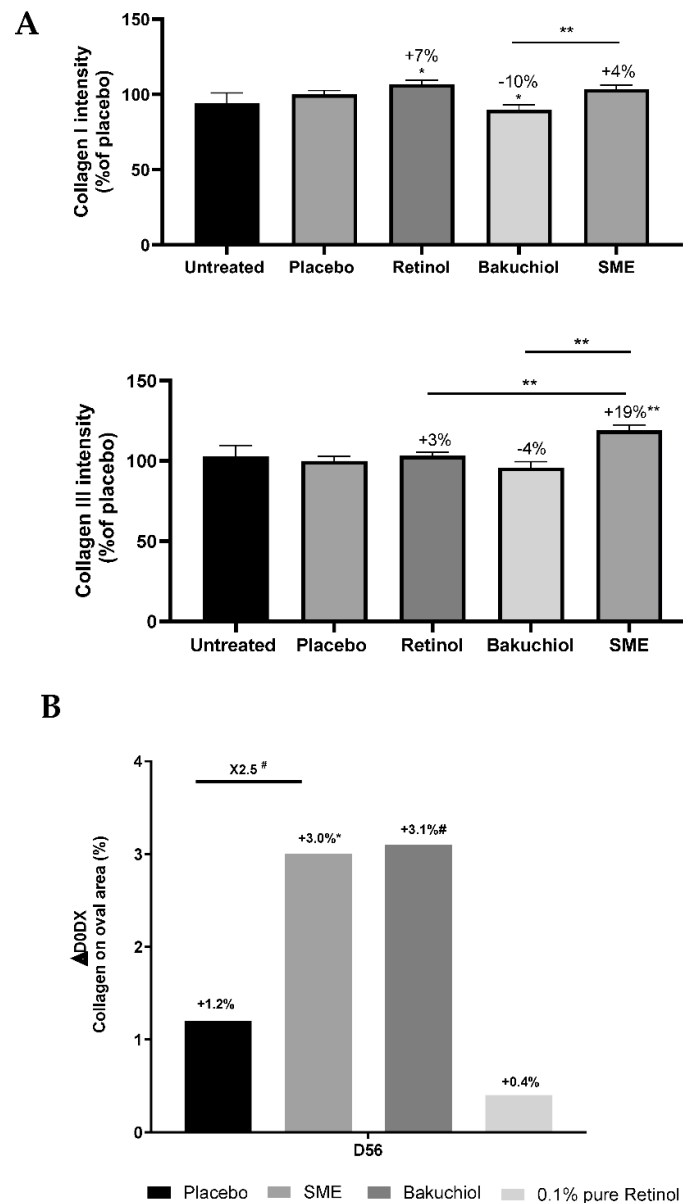 A
Collagen I intensity
(%of placebo)
150
100
50
0
+7%
*
-10%
*
**
+4%
Untreated Placebo Retinol Bakuchiol SME
Collagen III intensity
(%of placebo)
150
100
50
0
**
**
+3%
-4%
+19%**
Untreated Placebo Retinol Bakuchiol SME
B
▲D0DX
Collagen on oval area (%)
4
3
2
1
0
X2.5 #
+1.2%
+3.0%*
+3.1%#
+0.4%
D56
Placebo SME Bakuchiol 0.1% pure Retinol